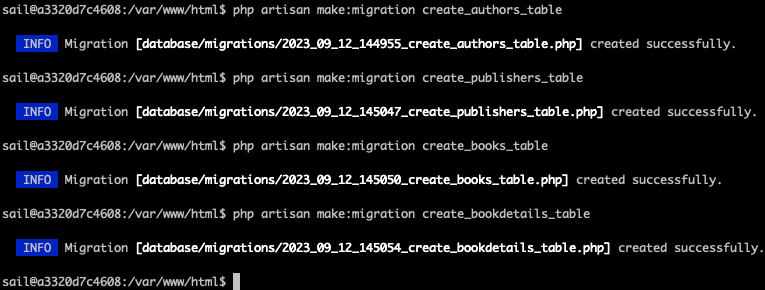 sail@a3320d7c4608:/var/www/html$ php artisan make:migration create_authors_table
INFO Migration [database/migrations/2023_09_12_144955_create_authors_table.php] created successfully.
sail@a3320d7c4608:/var/www/html$ php artisan make:migration create_publishers_table
INFO Migration [database/migrations/2023_09_12_145047_create_publishers_table.php] created successfully.
sail@a3320d7c4608:/var/www/html$ php artisan make:migration create_books_table
INFO Migration [database/migrations/2023_09_12_145050_create_books_table.php] created successfully.
sail@a3320d7c4608:/var/www/html$ php artisan make:migration create_bookdetails_table
INFO Migration [database/migrations/2023_09_12_145054_create_bookdetails_table.php] created successfully.
sail@a3320d7c4608:/var/www/html$